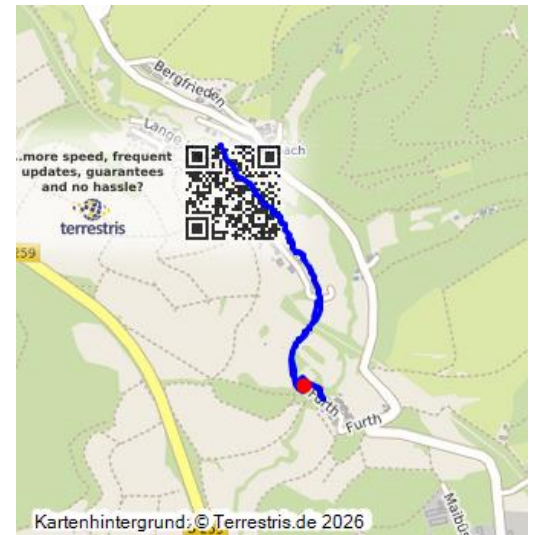 Bergfrieden
Lange
ach
...more speed, frequent
updates, guarantees
and no hassle?
terrestris
259
Furth
Furth
Kartenhintergrund: © Terrestris.de 2026